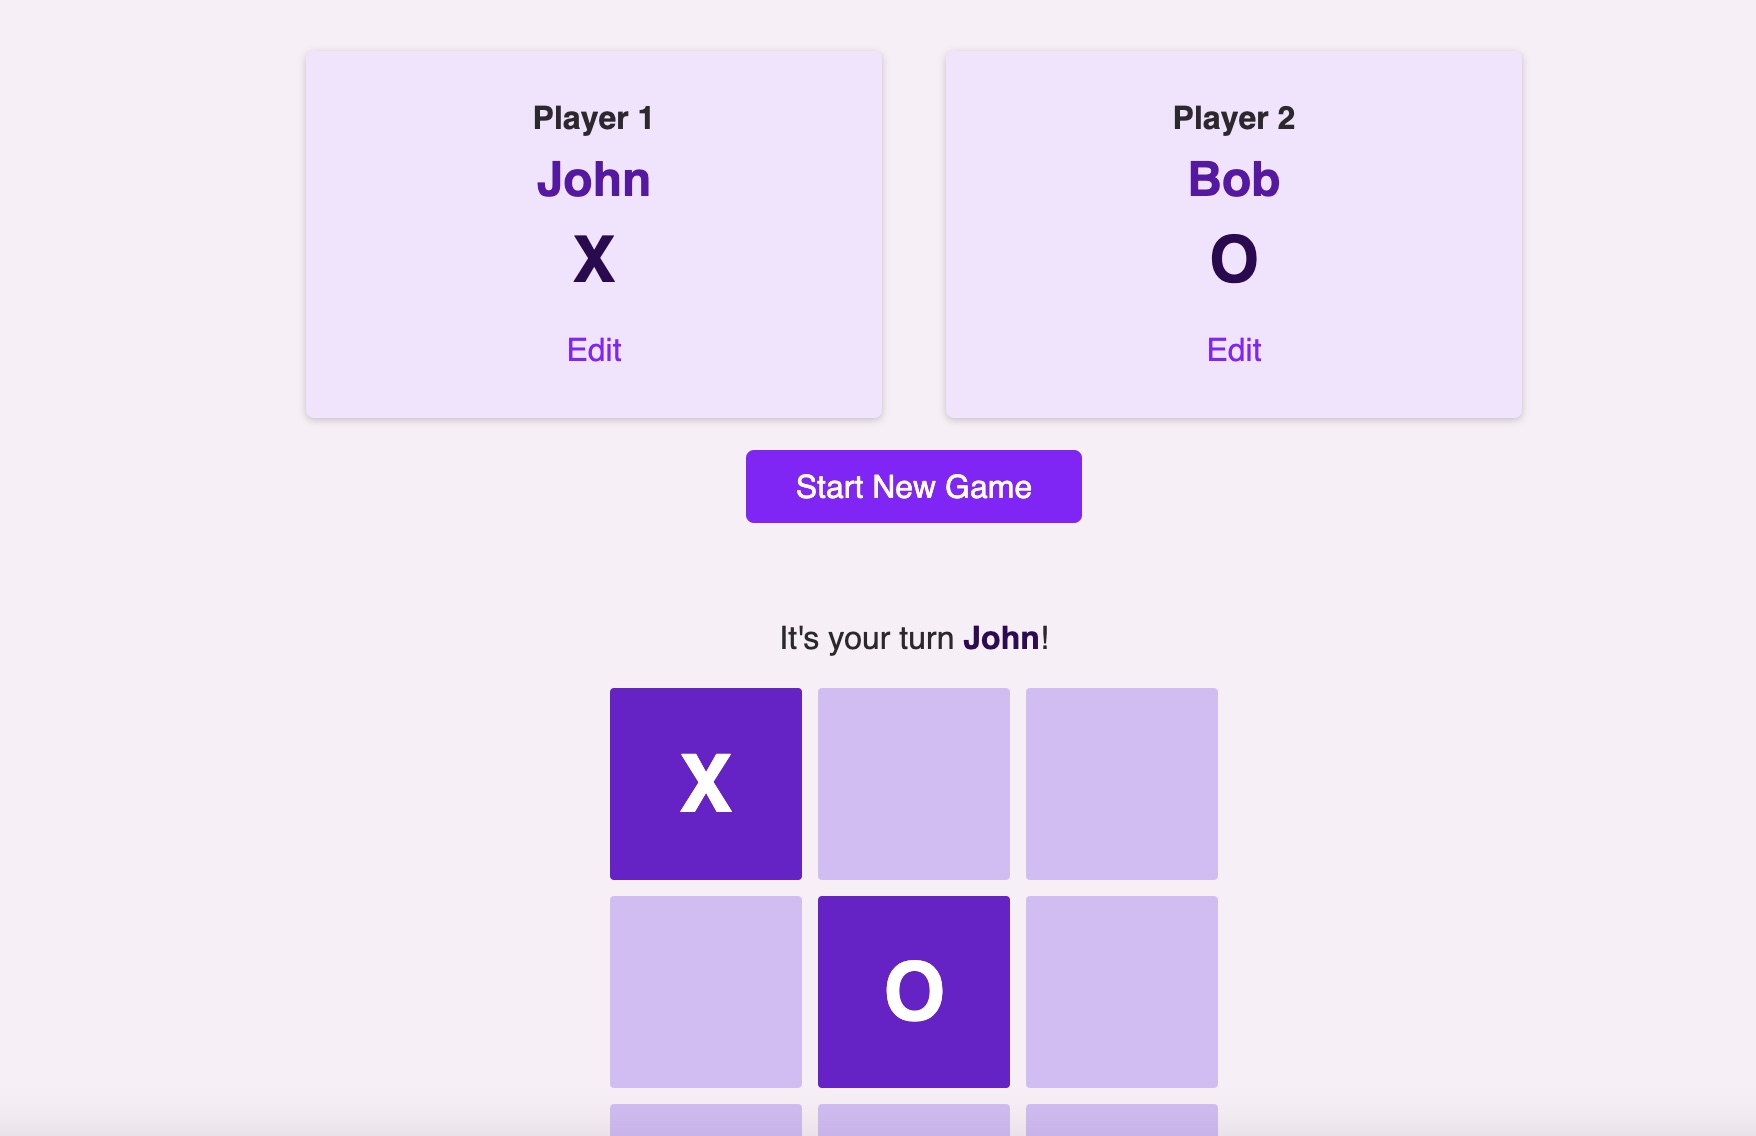 Player 1
John
X
Edit
Player 2
Bob
O
Edit
Start New Game
It's your turn John!
X
O